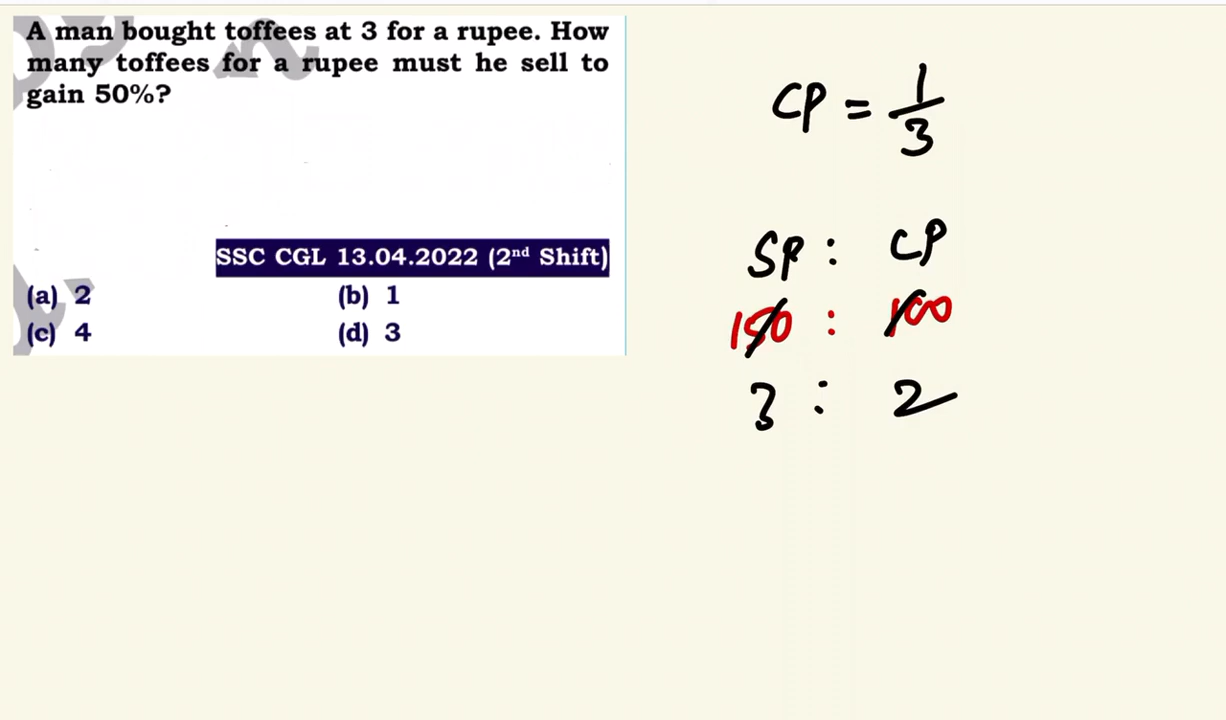 A man bought toffees at 3 for a rupee. How
many toffees for a rupee must he sell to
gain 50%?
SSC CGL 13.04.2022 (2nd Shift)
(a) 2 (b) 1
(c) 4 (d) 3
CP = 1/3
SP : CP
150 : 100
3 : 2